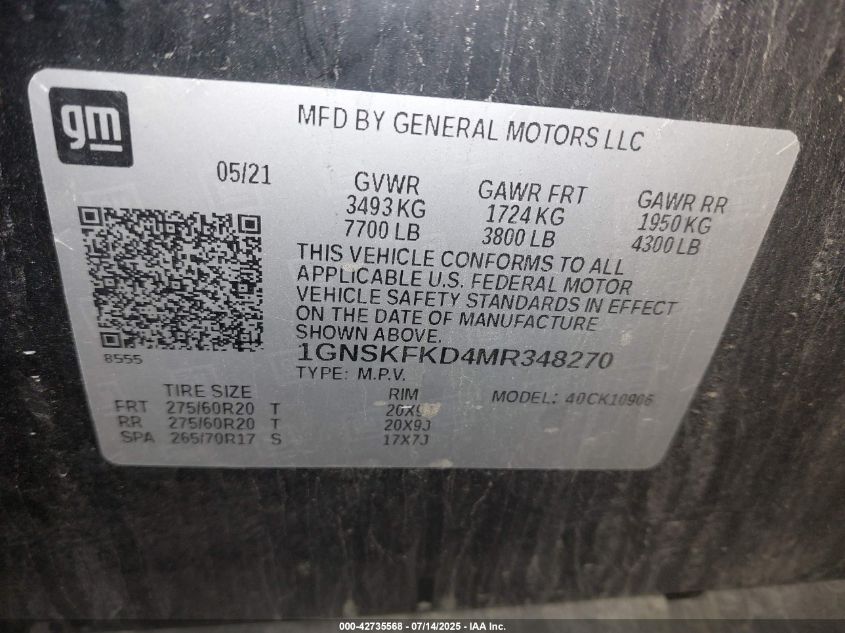 gm
MFD BY GENERAL MOTORS LLC
05/21
GVWR GAWR FRT GAWR RR
3493 KG 1724 KG 1950 KG
7700 LB 3800 LB 4300 LB
THIS VEHICLE CONFORMS TO ALL
APPLICABLE U.S. FEDERAL MOTOR
VEHICLE SAFETY STANDARDS IN EFFECT
ON THE DATE OF MANUFACTURE
SHOWN ABOVE.
8555
1GNSKFKD4MR348270
TYPE: M.P.V.
TIRE SIZE RIM MODEL: 40CK10906
FRT 275/60R20 T 20X9J
RR 275/60R20 T 20X9J
SPA 265/70R17 S 17X7J
000-42735568 - 07/14/2025 - IAA Inc.